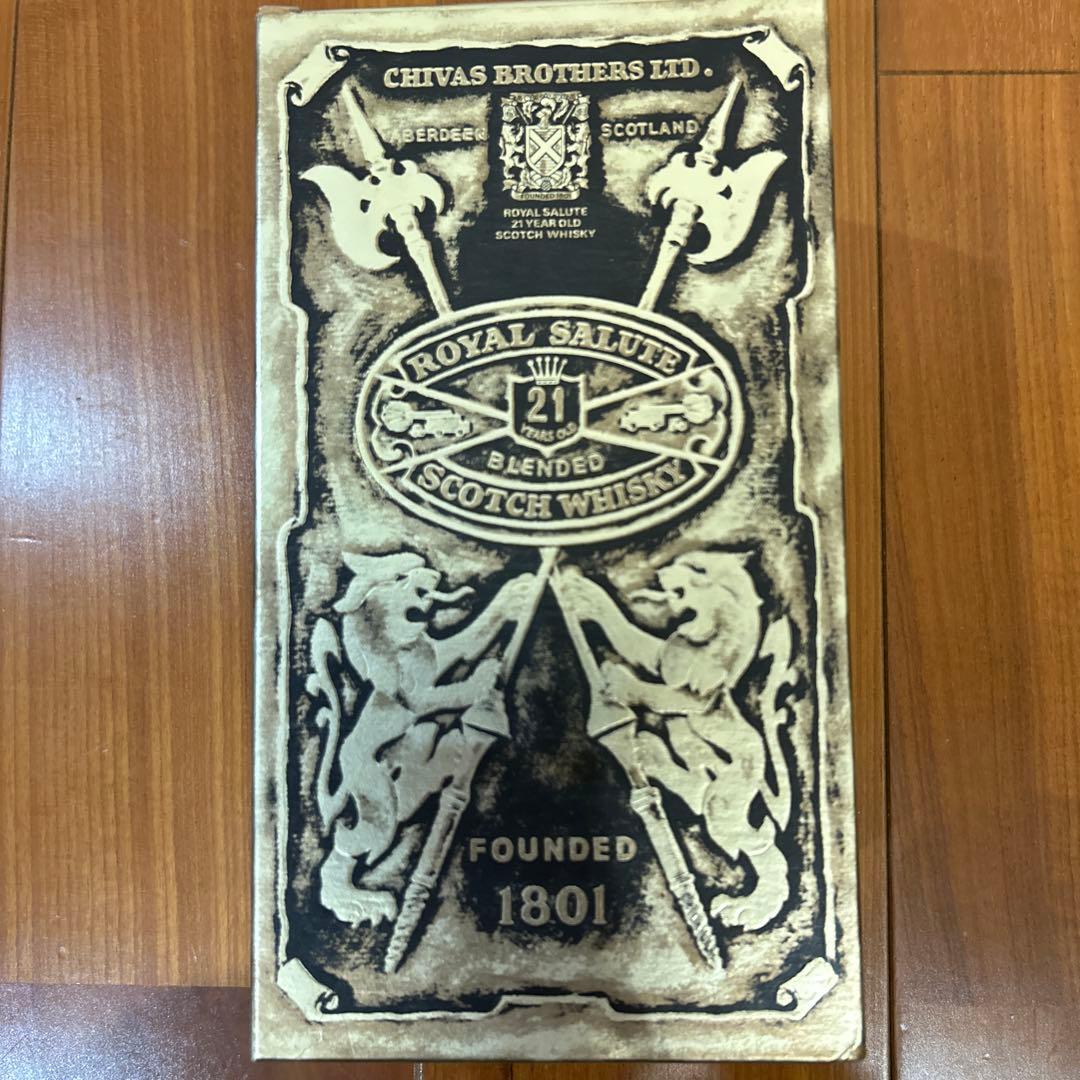 CHIVAS BROTHERS LTD.
ABERDEEN SCOTLAND
FOUNDED 1801
ROYAL SALUTE
21 YEAR OLD
SCOTCH WHISKY
ROYAL SALUTE
21
YEARS OLD
BLENDED
SCOTCH WHISKY
FOUNDED
1801